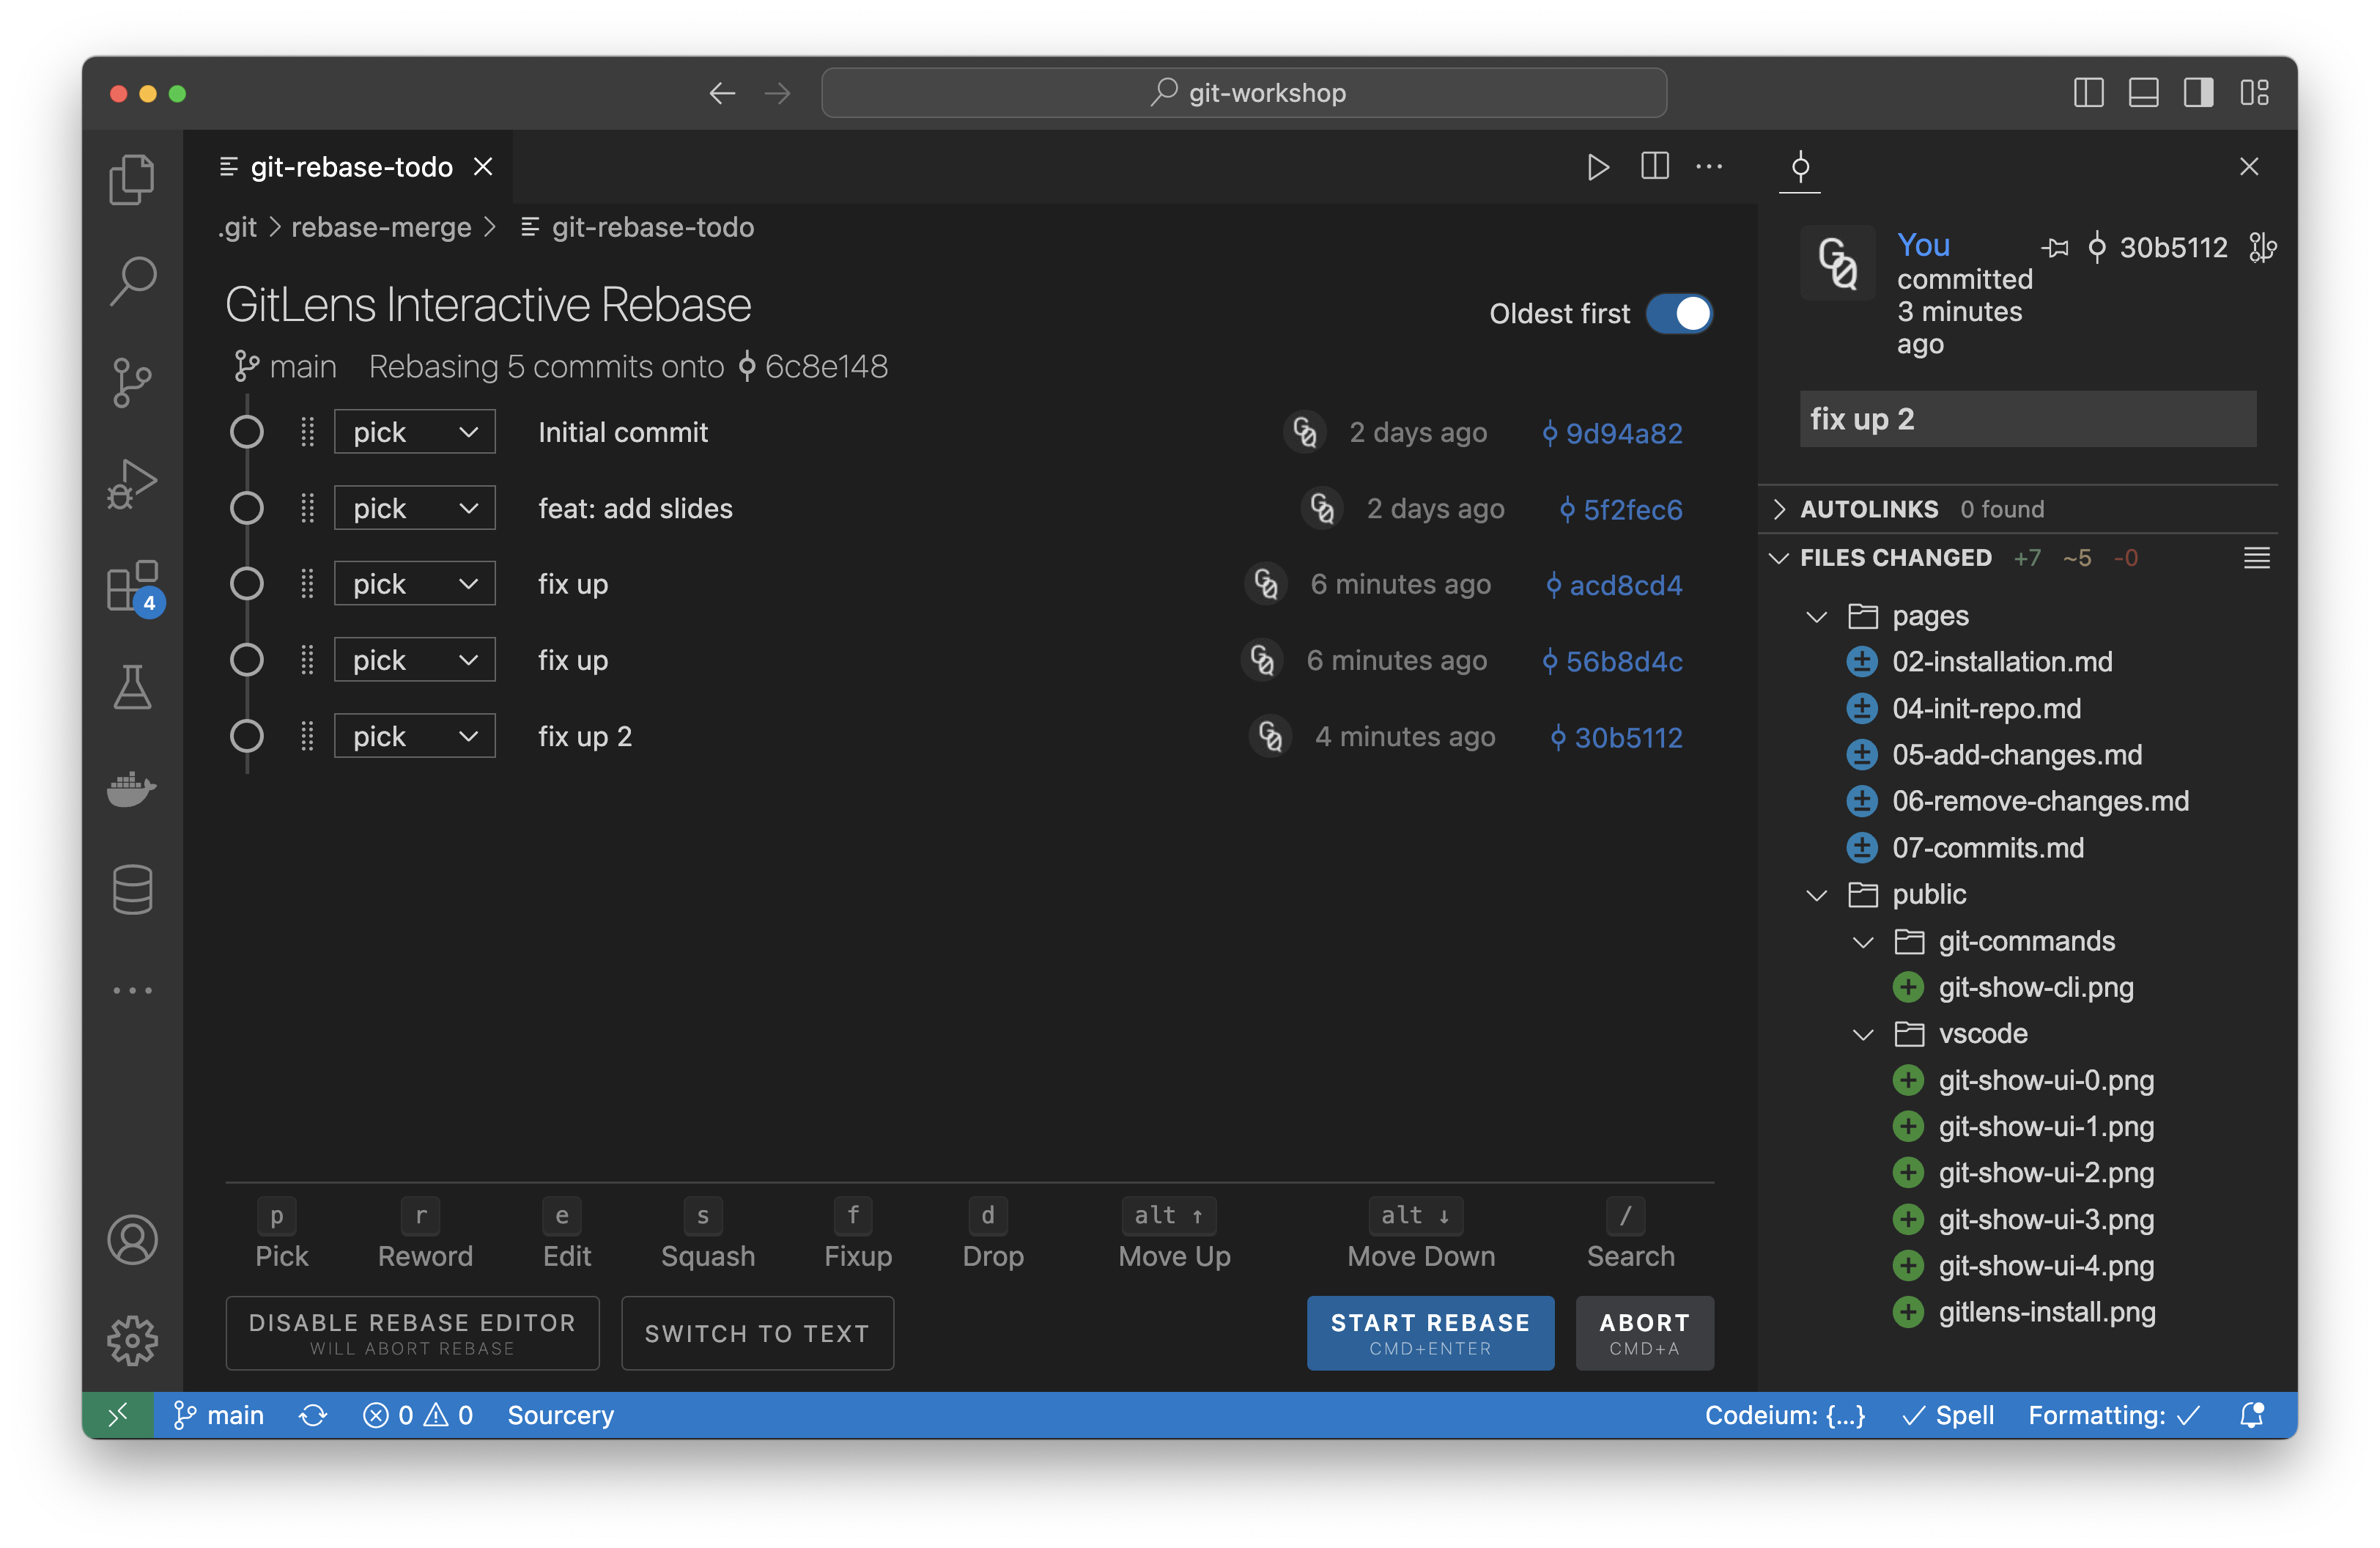 git-workshop
git-rebase-todo
.git > rebase-merge > git-rebase-todo
GitLens Interactive Rebase
Oldest first
main Rebasing 5 commits onto 6c8e148
pick Initial commit 2 days ago 9d94a82
pick feat: add slides 2 days ago 5f2fec6
pick fix up 6 minutes ago acd8cd4
pick fix up 6 minutes ago 56b8d4c
pick fix up 2 4 minutes ago 30b5112
p r e s f d alt ↑ alt ↓ /
Pick Reword Edit Squash Fixup Drop Move Up Move Down Search
DISABLE REBASE EDITOR
WILL ABORT REBASE
SWITCH TO TEXT
START REBASE
CMD+ENTER
ABORT
CMD+A
You 30b5112
committed
3 minutes
ago
fix up 2
AUTOLINKS 0 found
FILES CHANGED +7 ~5 -0
pages
02-installation.md
04-init-repo.md
05-add-changes.md
06-remove-changes.md
07-commits.md
public
git-commands
git-show-cli.png
vscode
git-show-ui-0.png
git-show-ui-1.png
git-show-ui-2.png
git-show-ui-3.png
git-show-ui-4.png
gitlens-install.png
4
main 0 0 Sourcery Codeium: {...} Spell Formatting: